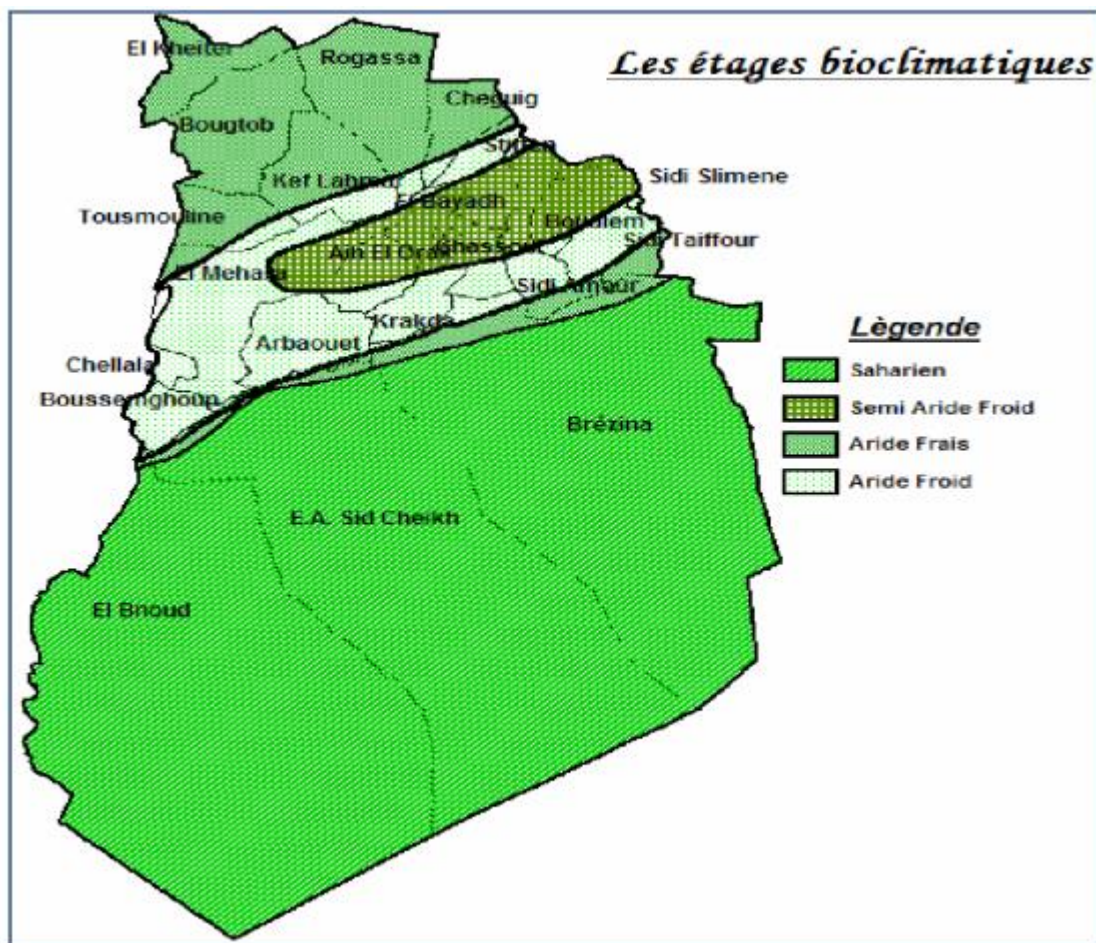 Les étages bioclimatiques
El Kheiter
Rogassa
Cheguig
Bougtob
Stitten
Kef Lahmar
Sidi Slimene
El Bayadh
Tousmouline
Boualem
Sidi Taiffour
Ain El Orak
Ghassoul
El Mehara
Sidi Amour
Krakda
Arbaouet
Chellala
Boussemghoun
Brézina
E.A. Sid Cheikh
El Bnoud
Lègende
Saharien
Semi Aride Froid
Aride Frais
Aride Froid